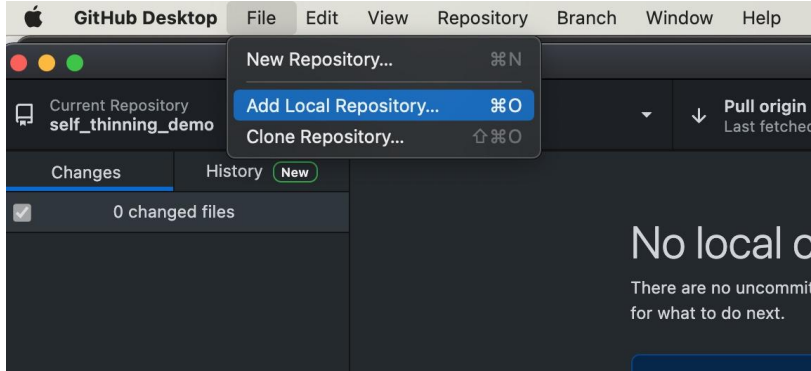 GitHub Desktop File Edit View Repository Branch Window Help
New Repository... ⌘N
Add Local Repository... ⌘O
Clone Repository... ⇧⌘O
Current Repository
self_thinning_demo
Pull origin
Last fetched
Changes
History New
0 changed files
No local
There are no uncommit
for what to do next.